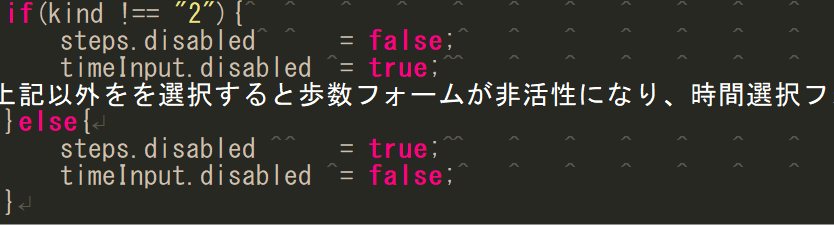 if(kind !== "2"){
steps.disabled = false;
timeInput.disabled = true;
上記以外をを選択すると歩数フォームが非活性になり、時間選択フ
}else{
steps.disabled = true;
timeInput.disabled = false;
}